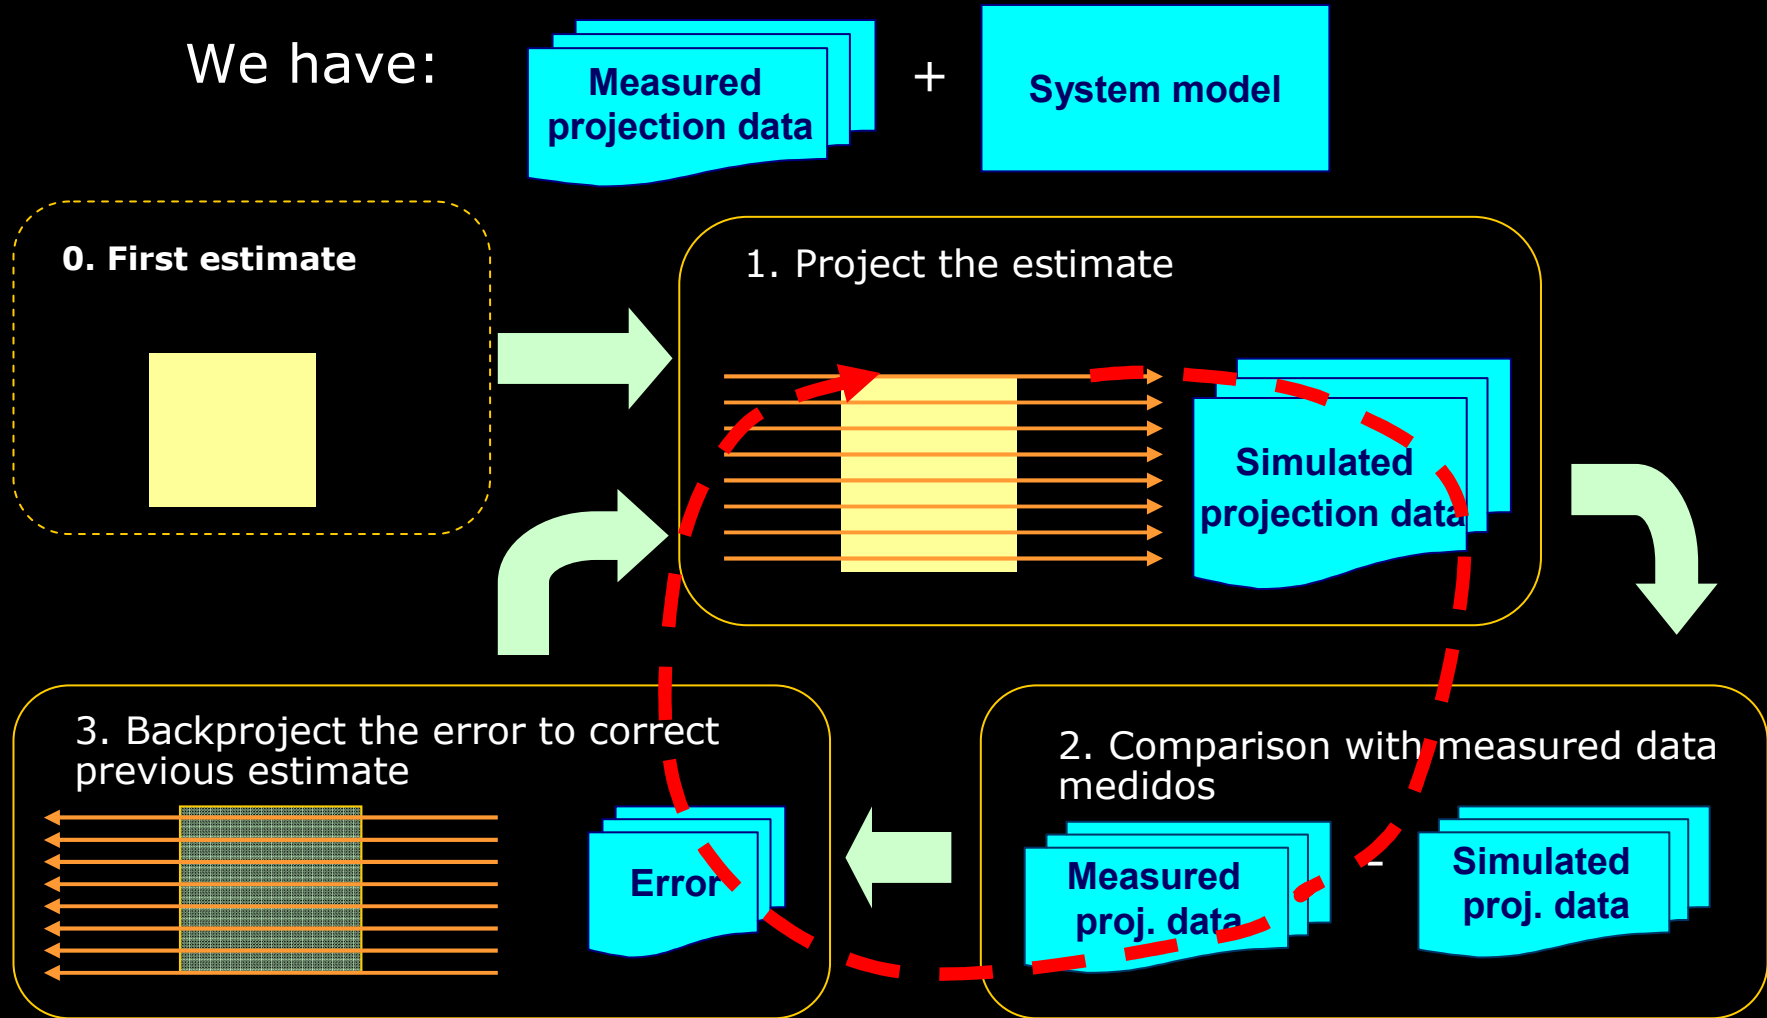 We have:
Measured
projection data
+
System model
0. First estimate
1. Project the estimate
Simulated
projection data
3. Backproject the error to correct
previous estimate
Error
2. Comparison with measured data
medidos
Measured
proj. data
-
Simulated
proj. data